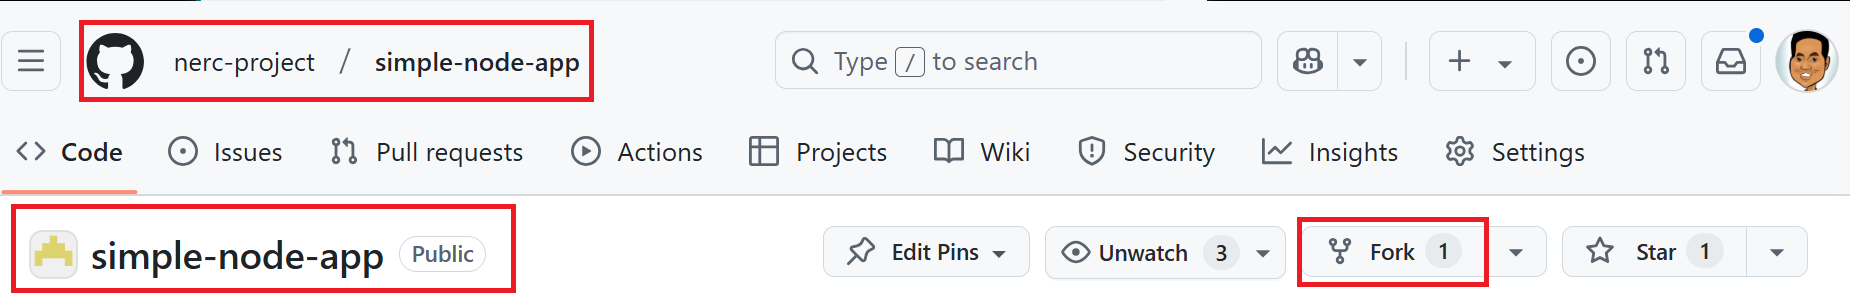 nerc-project / simple-node-app Type / to search
Code Issues Pull requests Actions Projects Wiki Security Insights Settings
simple-node-app Public Edit Pins Unwatch 3 Fork 1 Star 1